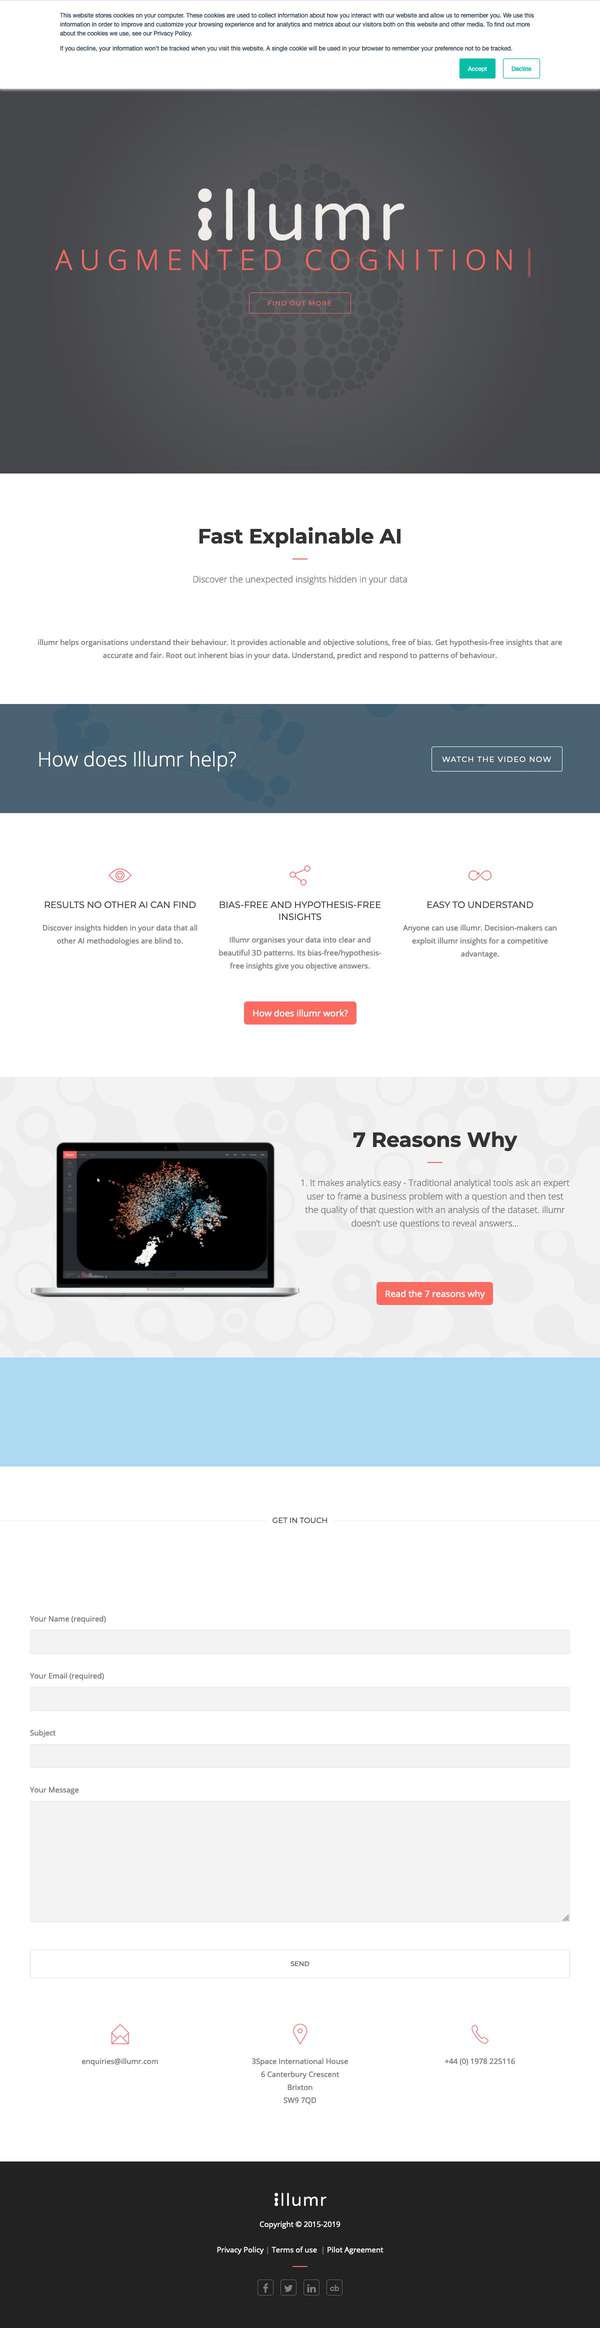 This website stores cookies on your computer. These cookies are used to collect information about how you interact with our website and allow us to remember you. We use this
information in order to improve and customize your browsing experience and for analytics and metrics about our visitors both on this website and other media. To find out more
about the cookies we use, see our Privacy Policy.
If you decline, your information won't be tracked when you visit this website. A single cookie will be used in your browser to remember your preference not to be tracked.
Accept
Decline
illumr
AUGMENTED COGNITION|
FIND OUT MORE
Fast Explainable AI
Discover the unexpected insights hidden in your data
illumr helps organisations understand their behaviour. It provides actionable and objective solutions, free of bias. Get hypothesis-free insights that are
accurate and fair. Root out inherent bias in your data. Understand, predict and respond to patterns of behaviour.
How does Illumr help?
WATCH THE VIDEO NOW
RESULTS NO OTHER AI CAN FIND
Discover insights hidden in your data that all
other AI methodologies are blind to.
BIAS-FREE AND HYPOTHESIS-FREE
INSIGHTS
Illumr organises your data into clear and
beautiful 3D patterns. Its bias-free/hypothesis-
free insights give you objective answers.
EASY TO UNDERSTAND
Anyone can use illumr. Decision-makers can
exploit illumr insights for a competitive
advantage.
How does illumr work?
7 Reasons Why
1. It makes analytics easy - Traditional analytical tools ask an expert
user to frame a business problem with a question and then test
the quality of that question with an analysis of the dataset. illumr
doesn't use questions to reveal answers...
Read the 7 reasons why
GET IN TOUCH
Your Name (required)
Your Email (required)
Subject
Your Message
SEND
enquiries@illumr.com
3Space International House
6 Canterbury Crescent
Brixton
SW9 7QD
+44 (0) 1978 225116
illumr
Copyright © 2015-2019
Privacy Policy | Terms of use | Pilot Agreement
f
in
cb